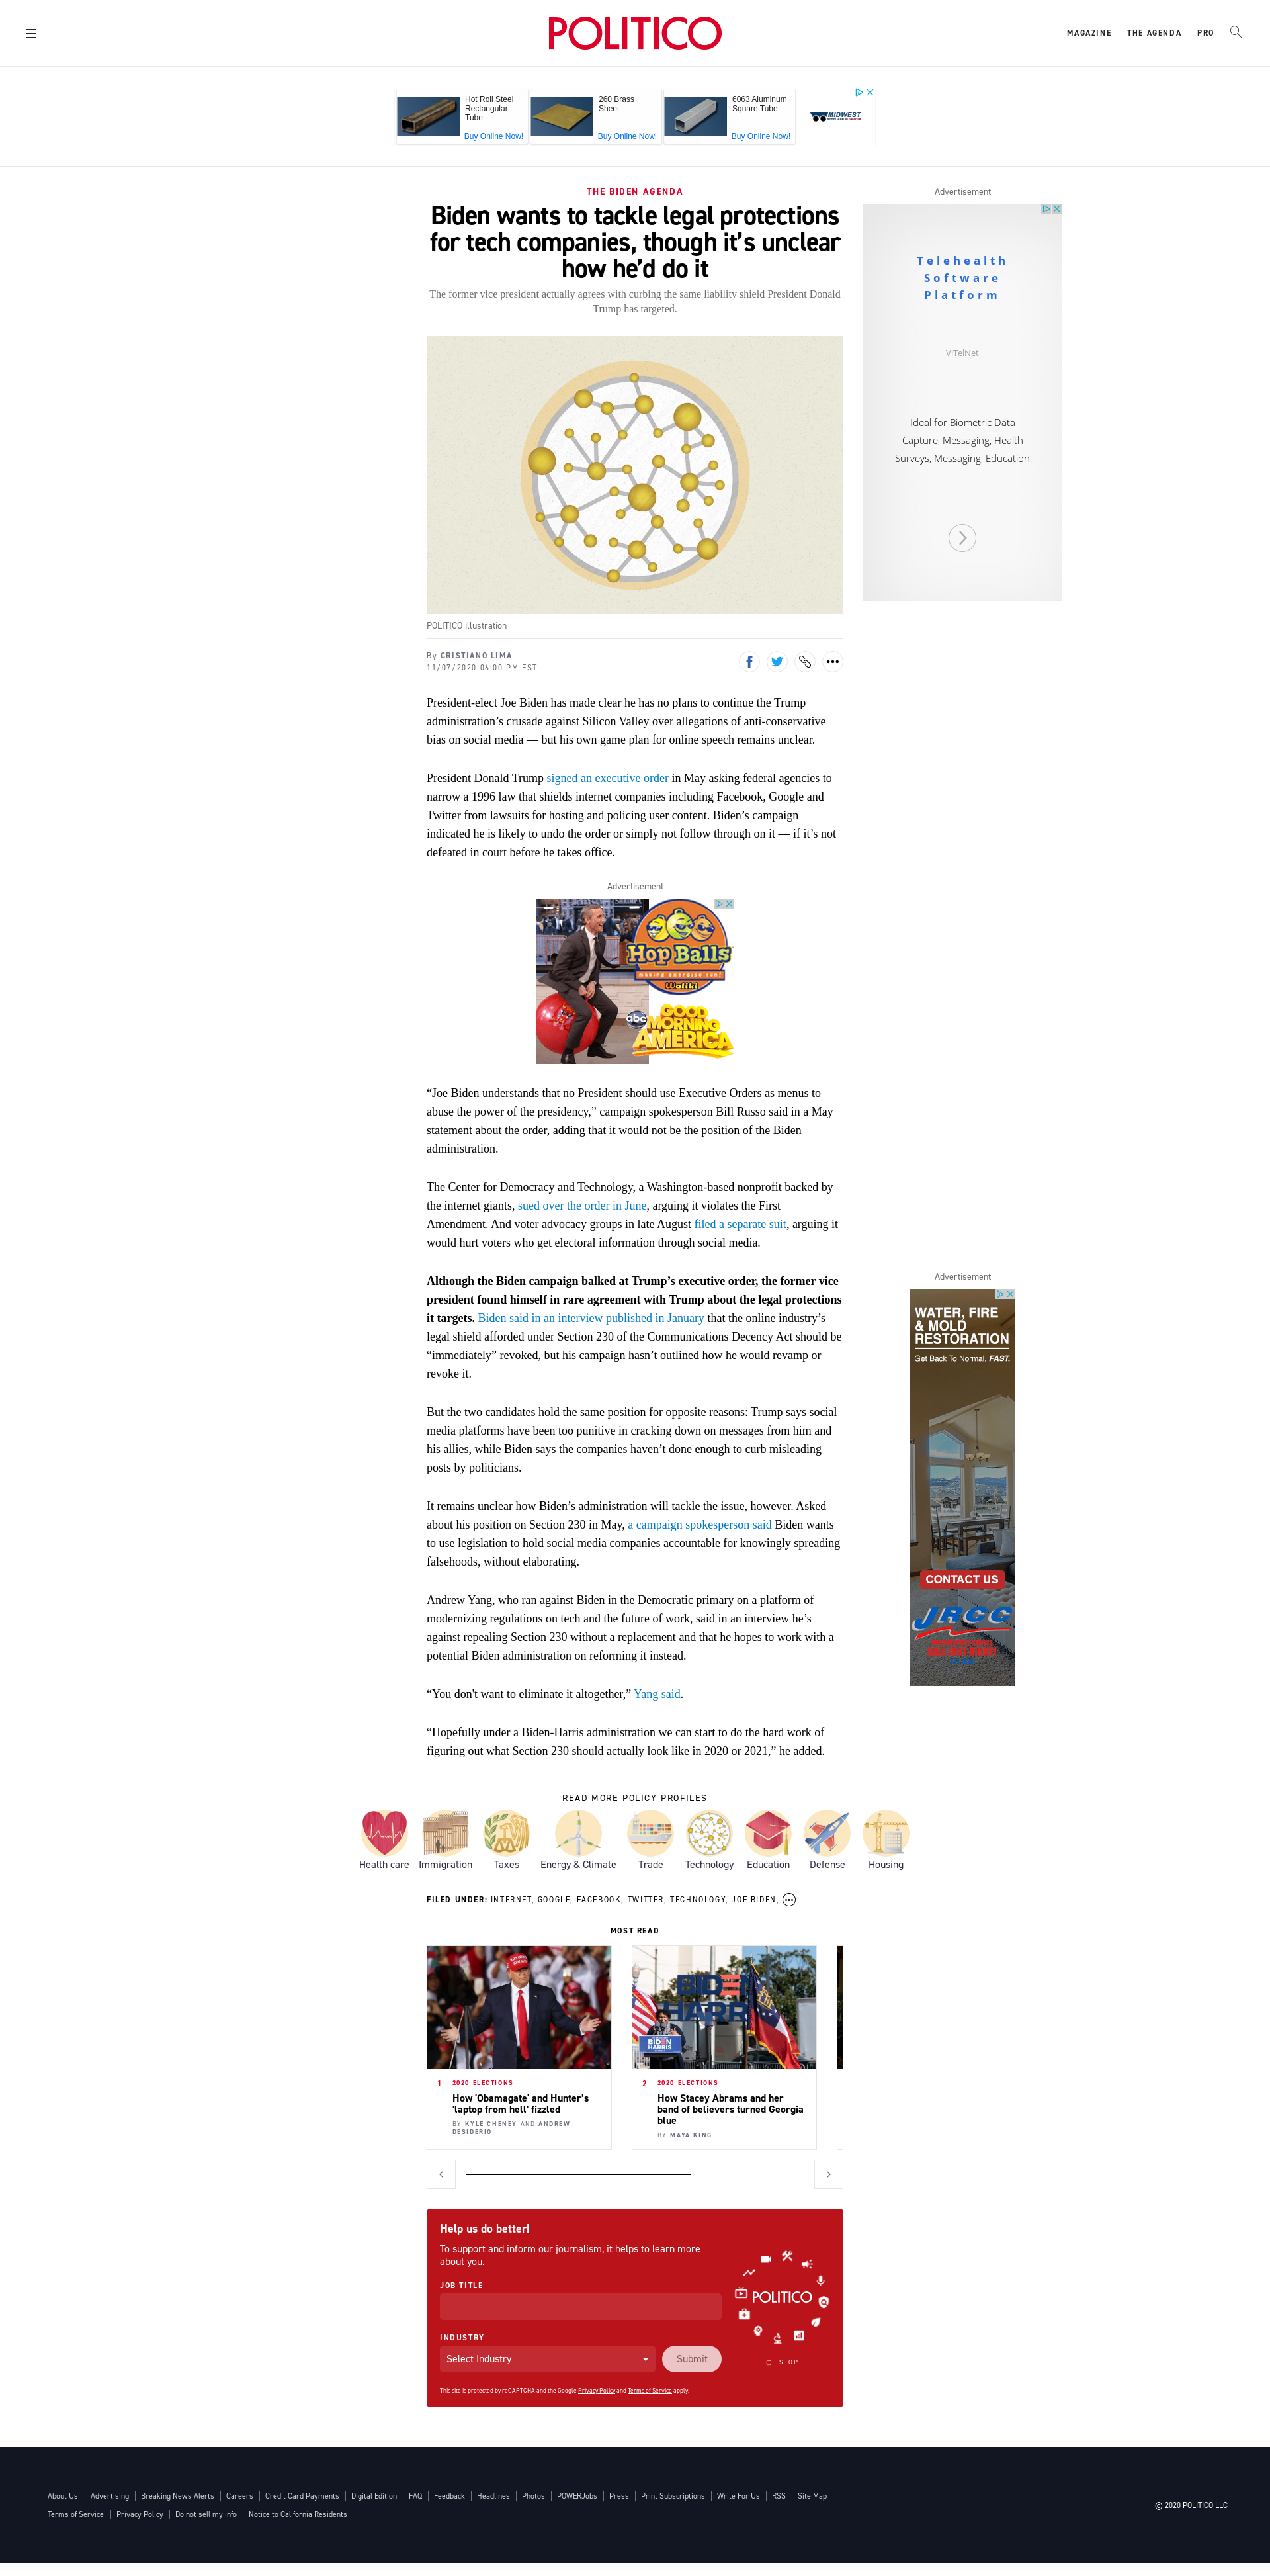 POLITICO
MAGAZINE
THE AGENDA
PRO
Hot Roll Steel
Rectangular
Tube
Buy Online Now!
260 Brass
Sheet
Buy Online Now!
6063 Aluminum
Square Tube
Buy Online Now!
MIDWEST
THE BIDEN AGENDA
Biden wants to tackle legal protections
for tech companies, though it’s unclear
how he’d do it
The former vice president actually agrees with curbing the same liability shield President Donald
Trump has targeted.
Advertisement
Telehealth
Software
Platform
ViTelNet
Ideal for Biometric Data
Capture, Messaging, Health
Surveys, Messaging, Education
POLITICO illustration
By CRISTIANO LIMA
11/07/2020 06:00 PM EST
President-elect Joe Biden has made clear he has no plans to continue the Trump
administration’s crusade against Silicon Valley over allegations of anti-conservative
bias on social media — but his own game plan for online speech remains unclear.
President Donald Trump signed an executive order in May asking federal agencies to
narrow a 1996 law that shields internet companies including Facebook, Google and
Twitter from lawsuits for hosting and policing user content. Biden’s campaign
indicated he is likely to undo the order or simply not follow through on it — if it’s not
defeated in court before he takes office.
Advertisement
Hop Balls
making exercise fun!
Waliki
abc
GOOD
MORNING
AMERICA
“Joe Biden understands that no President should use Executive Orders as menus to
abuse the power of the presidency,” campaign spokesperson Bill Russo said in a May
statement about the order, adding that it would not be the position of the Biden
administration.
The Center for Democracy and Technology, a Washington-based nonprofit backed by
the internet giants, sued over the order in June, arguing it violates the First
Amendment. And voter advocacy groups in late August filed a separate suit, arguing it
would hurt voters who get electoral information through social media.
Although the Biden campaign balked at Trump’s executive order, the former vice
president found himself in rare agreement with Trump about the legal protections
it targets. Biden said in an interview published in January that the online industry’s
legal shield afforded under Section 230 of the Communications Decency Act should be
“immediately” revoked, but his campaign hasn’t outlined how he would revamp or
revoke it.
But the two candidates hold the same position for opposite reasons: Trump says social
media platforms have been too punitive in cracking down on messages from him and
his allies, while Biden says the companies haven’t done enough to curb misleading
posts by politicians.
It remains unclear how Biden’s administration will tackle the issue, however. Asked
about his position on Section 230 in May, a campaign spokesperson said Biden wants
to use legislation to hold social media companies accountable for knowingly spreading
falsehoods, without elaborating.
Andrew Yang, who ran against Biden in the Democratic primary on a platform of
modernizing regulations on tech and the future of work, said in an interview he’s
against repealing Section 230 without a replacement and that he hopes to work with a
potential Biden administration on reforming it instead.
“You don't want to eliminate it altogether,” Yang said.
“Hopefully under a Biden-Harris administration we can start to do the hard work of
figuring out what Section 230 should actually look like in 2020 or 2021,” he added.
Advertisement
WATER, FIRE
& MOLD
RESTORATION
Get Back To Normal, FAST.
CONTACT US
JRCC
READ MORE POLICY PROFILES
Health care
Immigration
Taxes
Energy & Climate
Trade
Technology
Education
Defense
Housing
FILED UNDER: INTERNET, GOOGLE, FACEBOOK, TWITTER, TECHNOLOGY, JOE BIDEN,
MOST READ
BIDEN
HARR
BIDEN
HARRIS
1
2020 ELECTIONS
How 'Obamagate' and Hunter’s
'laptop from hell' fizzled
BY KYLE CHENEY AND ANDREW
DESIDERIO
2
2020 ELECTIONS
How Stacey Abrams and her
band of believers turned Georgia
blue
BY MAYA KING
Help us do better!
To support and inform our journalism, it helps to learn more
about you.
JOB TITLE
INDUSTRY
Select Industry
Submit
POLITICO
STOP
This site is protected by reCAPTCHA and the Google Privacy Policy and Terms of Service apply.
About Us
Advertising
Breaking News Alerts
Careers
Credit Card Payments
Digital Edition
FAQ
Feedback
Headlines
Photos
POWERJobs
Press
Print Subscriptions
Write For Us
RSS
Site Map
Terms of Service
Privacy Policy
Do not sell my info
Notice to California Residents
© 2020 POLITICO LLC